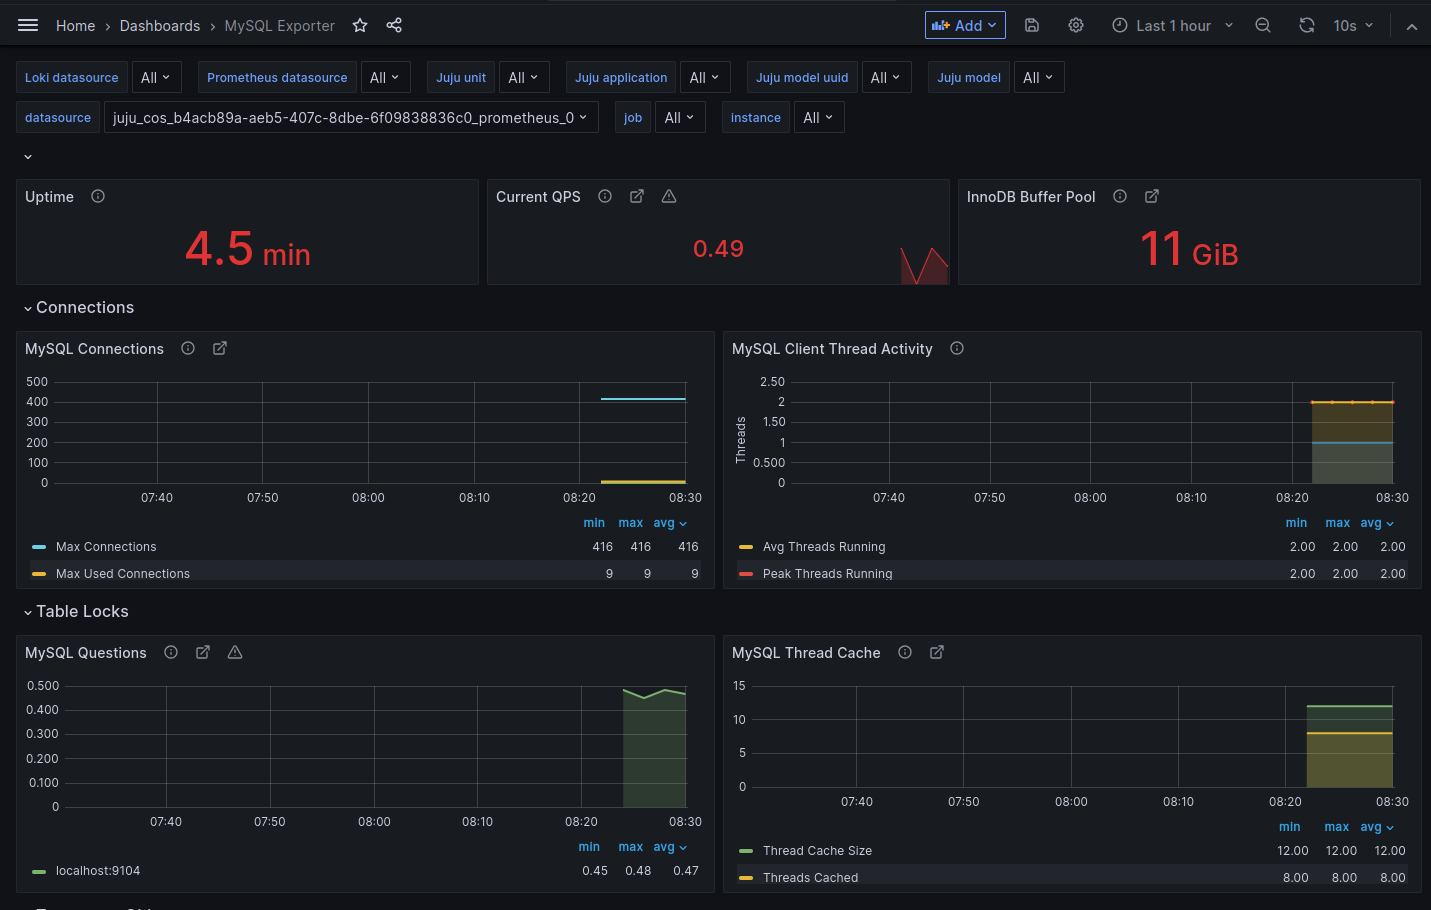 Home > Dashboards > MySQL Exporter Add Last 1 hour 10s
Loki datasource All Prometheus datasource All Juju unit All Juju application All Juju model uuid All Juju model All
datasource juju_cos_b4acb89a-aeb5-407c-8dbe-6f09838836c0_prometheus_0 job All instance All
Uptime
4.5 min
Current QPS
0.49
InnoDB Buffer Pool
11 GiB
Connections
MySQL Connections
500
400
300
200
100
0
07:40 07:50 08:00 08:10 08:20 08:30
min max avg
Max Connections 416 416 416
Max Used Connections 9 9 9
MySQL Client Thread Activity
Threads
2.50
2
1.50
1
0.500
0
07:40 07:50 08:00 08:10 08:20 08:30
min max avg
Avg Threads Running 2.00 2.00 2.00
Peak Threads Running 2.00 2.00 2.00
Table Locks
MySQL Questions
0.500
0.400
0.300
0.200
0.100
0
07:40 07:50 08:00 08:10 08:20 08:30
min max avg
localhost:9104 0.45 0.48 0.47
MySQL Thread Cache
15
10
5
0
07:40 07:50 08:00 08:10 08:20 08:30
min max avg
Thread Cache Size 12.00 12.00 12.00
Threads Cached 8.00 8.00 8.00